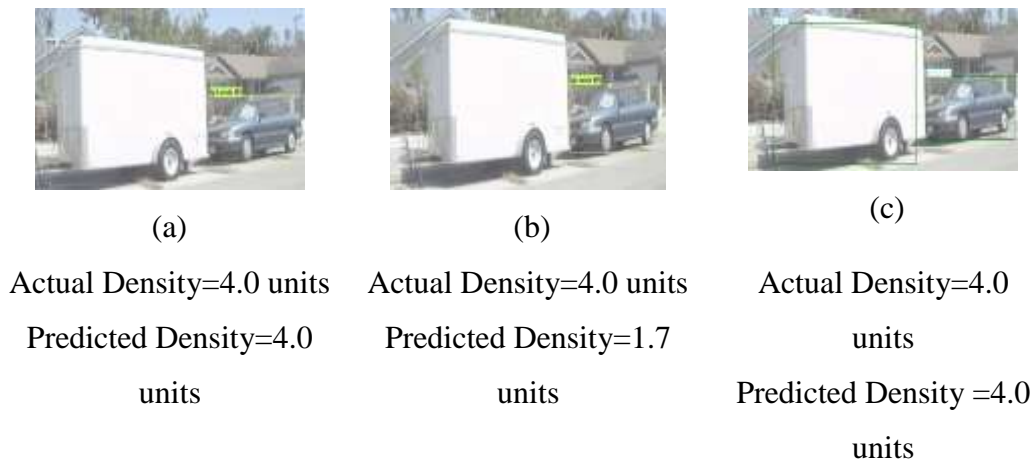 (a)
Actual Density=4.0 units
Predicted Density=4.0
units
(b)
Actual Density=4.0 units
Predicted Density=1.7
units
(c)
Actual Density=4.0
units
Predicted Density =4.0
units